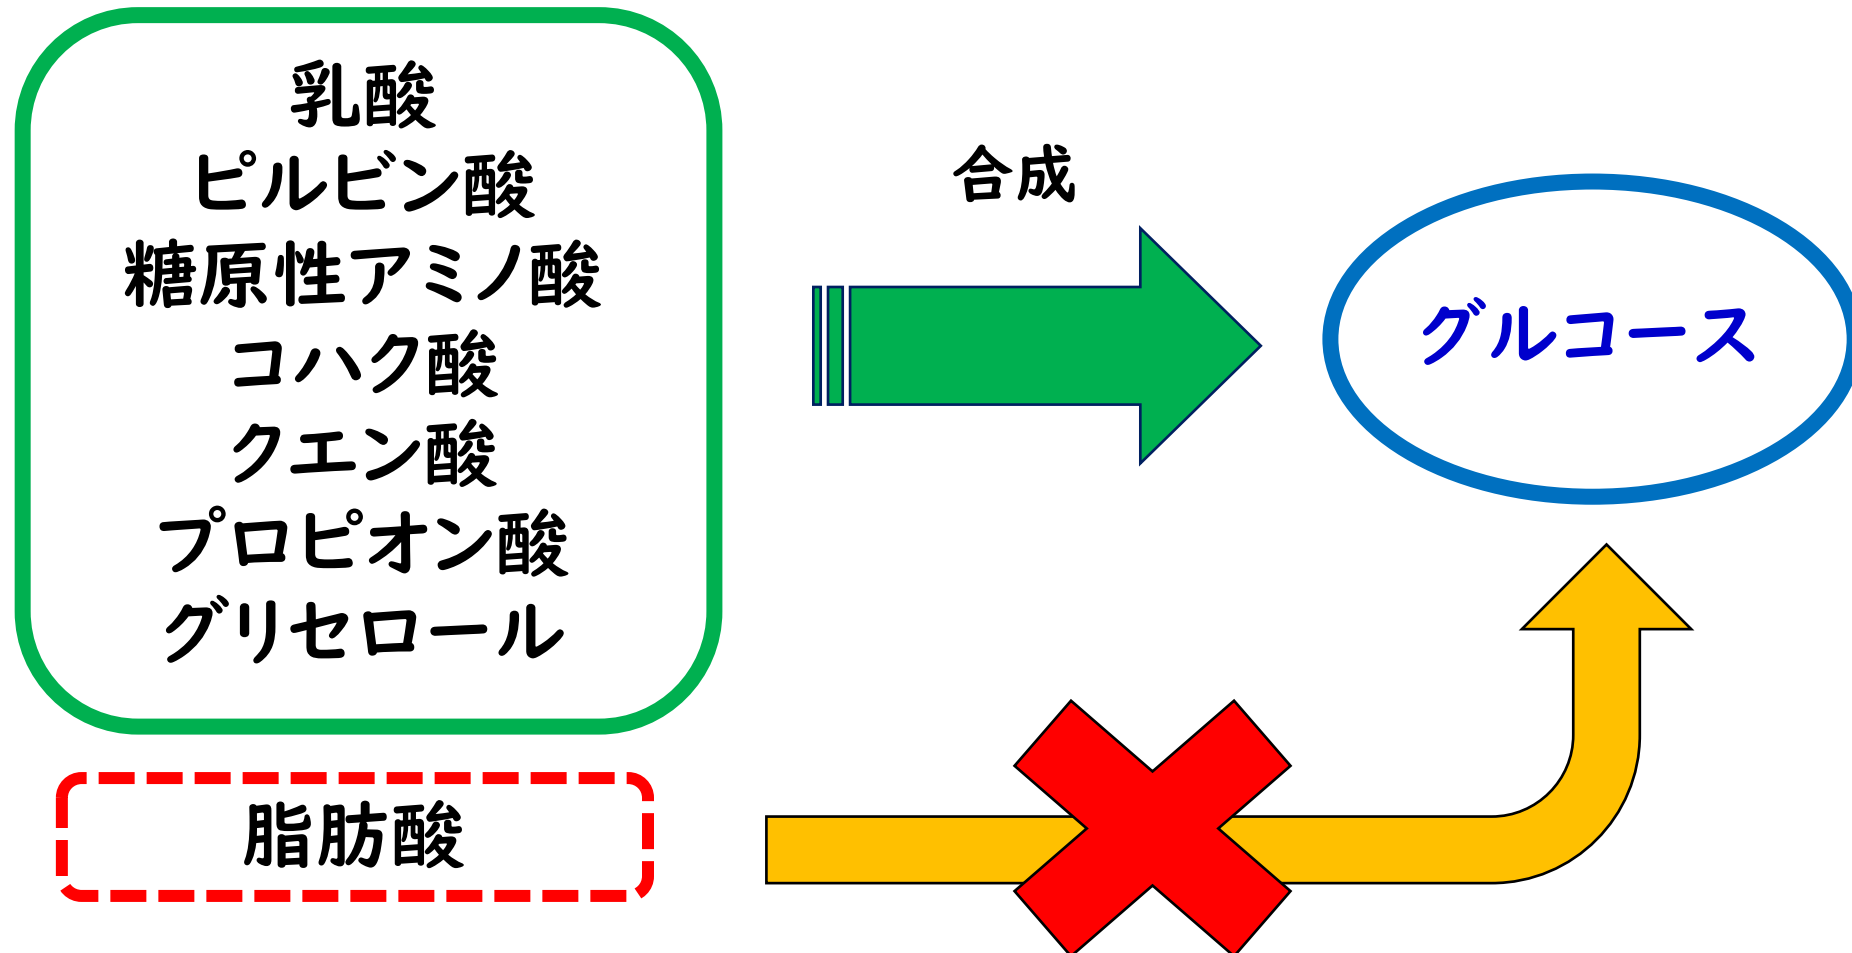 乳酸
ピルビン酸
糖原性アミノ酸
コハク酸
クエン酸
プロピオン酸
グリセロール
合成
グルコース
脂肪酸